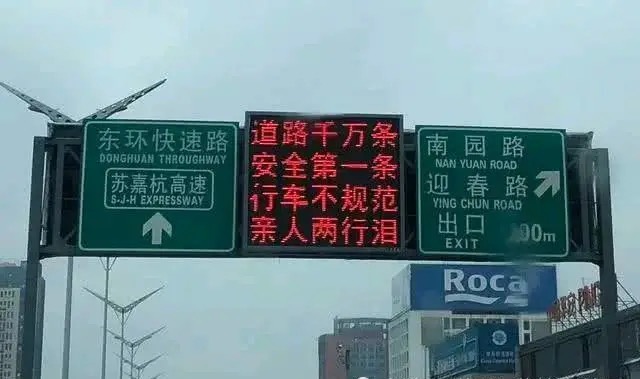 东环快速路
DONGHUAN THROUGHWAY
苏嘉杭高速
S-J-H EXPRESSWAY
道路千万条
安全第一条
行车不规范
亲人两行泪
南园路
NAN YUAN ROAD
迎春路
YING CHUN ROAD
出口
EXIT
00m
Roca